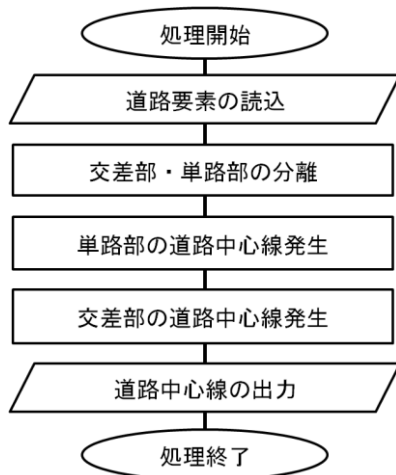 処理開始
道路要素の読込
交差部・単路部の分離
単路部の道路中心線発生
交差部の道路中心線発生
道路中心線の出力
処理終了